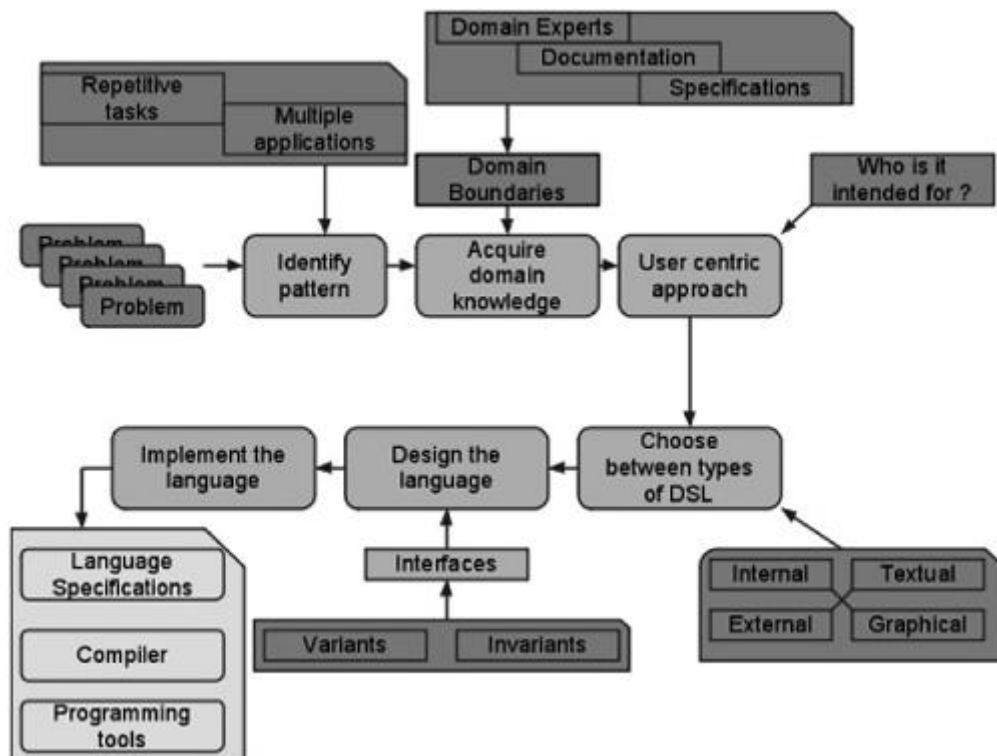 Domain Experts
Documentation
Specifications
Repetitive
tasks
Multiple
applications
Domain
Boundaries
Who is it
intended for ?
Problem
Problem
Problem
Problem
Identify
pattern
Acquire
domain
knowledge
User centric
approach
Implement the
language
Design the
language
Choose
between types
of DSL
Language
Specifications
Compiler
Programming
tools
Interfaces
Variants
Invariants
Internal
Textual
External
Graphical